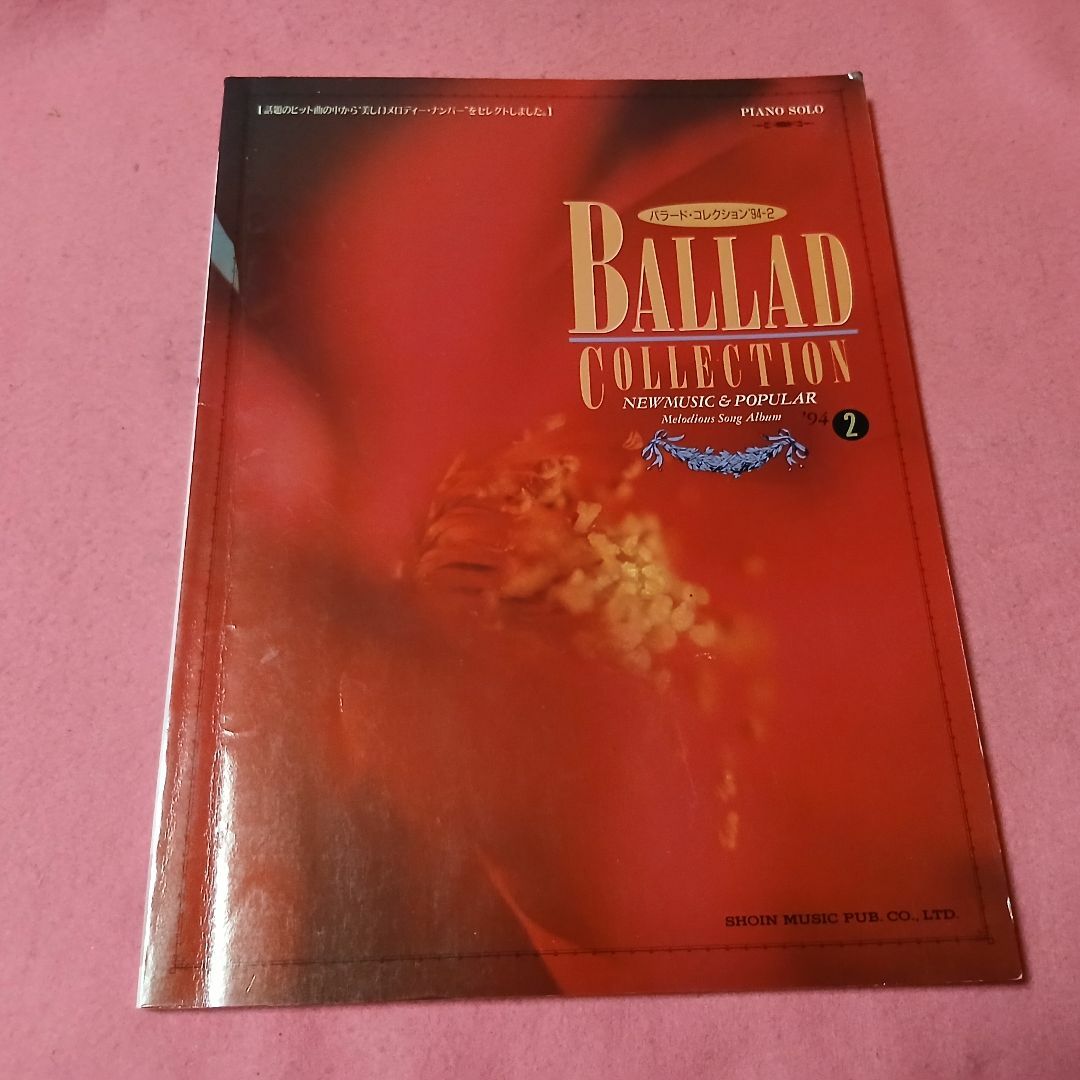 【話題のヒット曲の中から"美しいメロディー・ナンバー"をセレクトしました。】
PIANO SOLO
バラード・コレクション'94-2
BALLAD
COLLECTION
NEWMUSIC & POPULAR
Melodious Song Album
'94 2
SHOIN MUSIC PUB. CO., LTD.